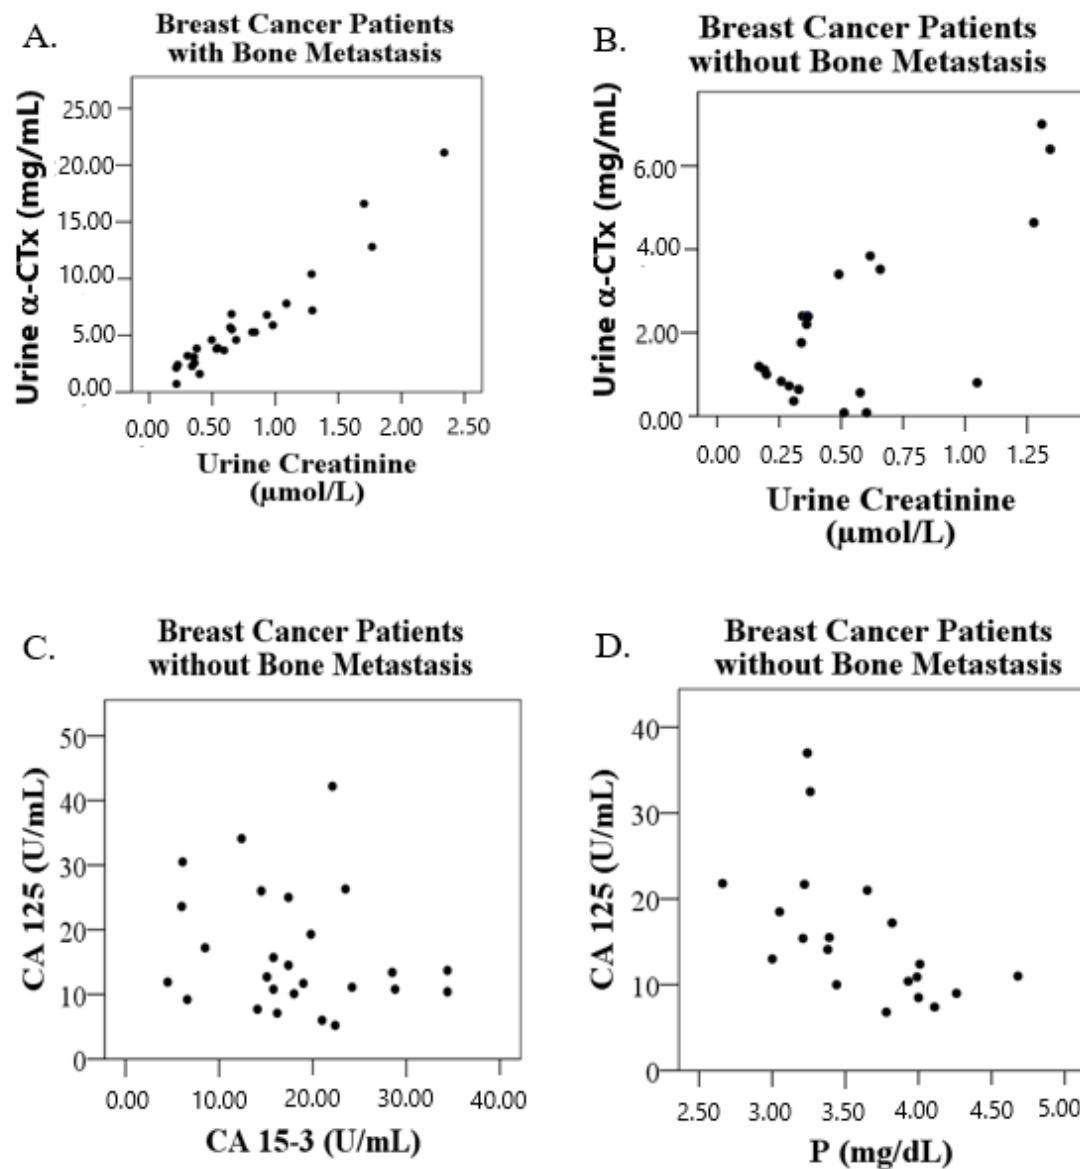 A.
Breast Cancer Patients
with Bone Metastasis
Urine α-CTx (mg/mL)
25.00
20.00
15.00
10.00
5.00
0.00
0.00 0.50 1.00 1.50 2.00 2.50
Urine Creatinine
(µmol/L)
B.
Breast Cancer Patients
without Bone Metastasis
Urine α-CTx (mg/mL)
6.00
4.00
2.00
0.00
0.00 0.25 0.50 0.75 1.00 1.25
Urine Creatinine
(µmol/L)
C.
Breast Cancer Patients
without Bone Metastasis
CA 125 (U/mL)
50
40
30
20
10
0
0.00 10.00 20.00 30.00 40.00
CA 15-3 (U/mL)
D.
Breast Cancer Patients
without Bone Metastasis
CA 125 (U/mL)
40
30
20
10
0
2.50 3.00 3.50 4.00 4.50 5.00
P (mg/dL)